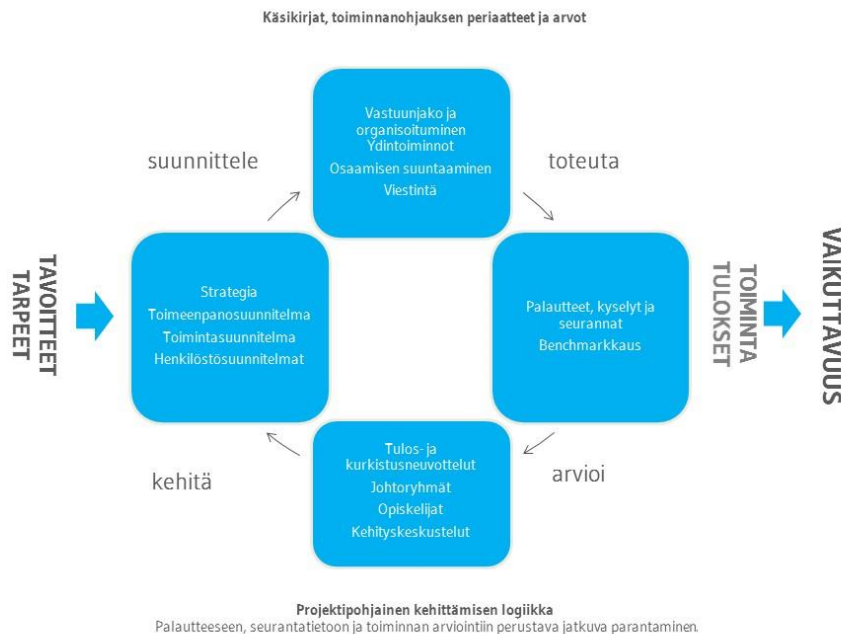 Käsikirjat, toiminnanohjauksen periaatteet ja arvot
suunnittele
Vastuunjako ja
organisoituminen
Ydintoiminnot
Osaamisen suuntaaminen
Viestintä
toteuta
TAVOITTEET
TARPEET
Strategia
Toimeenpanosuunnitelma
Toimintasuunnitelma
Henkilöstösuunnitelmat
Palautteet, kyselyt ja
seurannat
Benchmarkkaus
TOIMINTA
TULOKSET
VAIKUTTAVUUS
kehitä
Tulos- ja
kurkistusneuvottelut
Johtoryhmät
Opiskelijat
Kehityskeskustelut
arvioi
Projektipohjainen kehittämisen logiikka
Palautteeseen, seurantatietoon ja toiminnan arviointiin perustava jatkuva parantaminen.